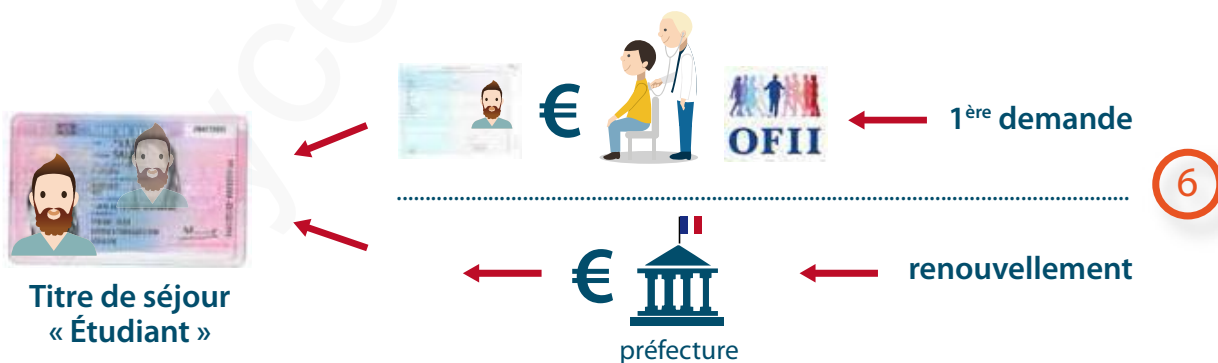 1ère demande
OFII
€
6
renouvellement
€
préfecture
Titre de séjour
« Étudiant »